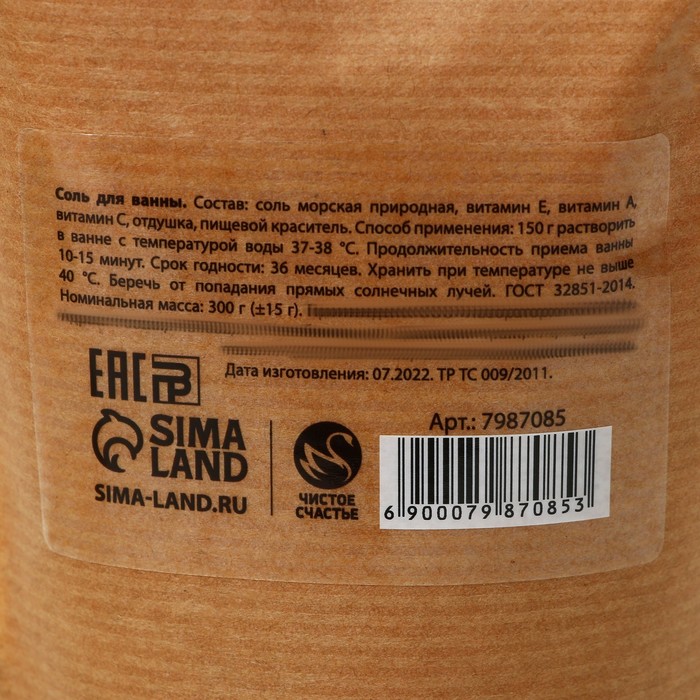 Соль для ванны. Состав: соль морская природная, витамин Е, витамин А,
витамин С, отдушка, пищевой краситель. Способ применения: 150 г растворить
в ванне с температурой воды 37-38 °C. Продолжительность приема ванны
10-15 минут. Срок годности: 36 месяцев. Хранить при температуре не выше
40 °C. Беречь от попадания прямых солнечных лучей. ГОСТ 32851-2014.
Номинальная масса: 300 г (±15 г).
Дата изготовления: 07.2022. ТР ТС 009/2011.
EAC
SIMA
LAND
SIMA-LAND.RU
ЧИСТОЕ
СЧАСТЬЕ
Арт.: 7987085
6 900079 870853